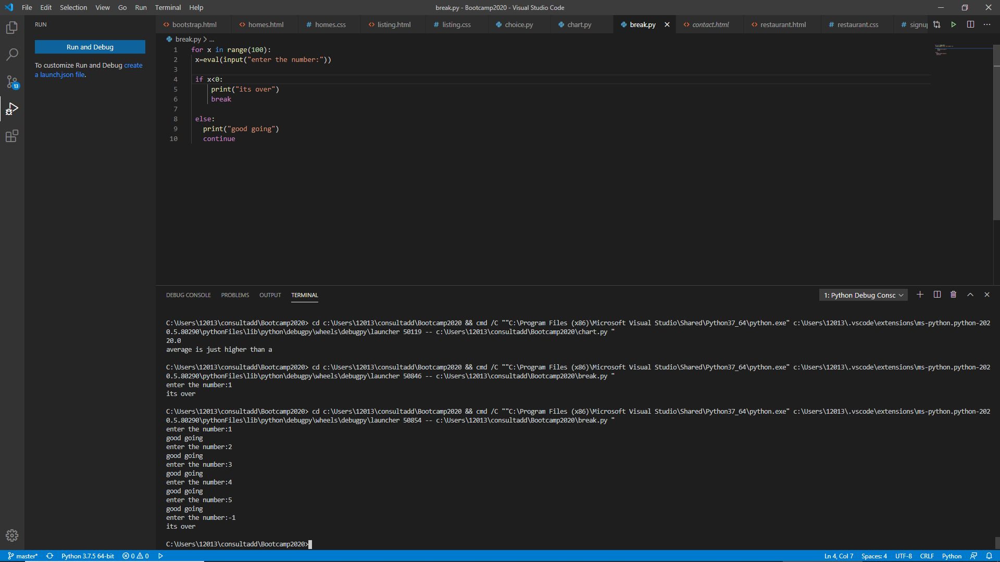 File Edit Selection View Go Run Terminal Help
break.py - Bootcamp2020 - Visual Studio Code
RUN
Run and Debug
To customize Run and Debug create
a launch.json file.
13
bootstrap.html homes.html homes.css listing.html listing.css choice.py chart.py break.py contact.html restaurant.html restaurant.css signup
break.py > ...
1 for x in range(100):
2 x=eval(input("enter the number:"))
3
4 if x<0:
5 print("its over")
6 break
7
8 else:
9 print("good going")
10 continue
DEBUG CONSOLE PROBLEMS OUTPUT TERMINAL
1: Python Debug Consc
C:\Users\12013\consultadd\Bootcamp2020> cd c:\Users\12013\consultadd\Bootcamp2020 && cmd /C ""C:\Program Files (x86)\Microsoft Visual Studio\Shared\Python37_64\python.exe" c:\Users\12013\.vscode\extensions\ms-python.python-202
0.5.80290\pythonFiles\lib\python\debugpy\wheels\debugpy\launcher 50119 -- c:\Users\12013\consultadd\Bootcamp2020\chart.py "
20.0
average is just higher than a
C:\Users\12013\consultadd\Bootcamp2020> cd c:\Users\12013\consultadd\Bootcamp2020 && cmd /C ""C:\Program Files (x86)\Microsoft Visual Studio\Shared\Python37_64\python.exe" c:\Users\12013\.vscode\extensions\ms-python.python-202
0.5.80290\pythonFiles\lib\python\debugpy\wheels\debugpy\launcher 50846 -- c:\Users\12013\consultadd\Bootcamp2020\break.py "
enter the number:1
its over
C:\Users\12013\consultadd\Bootcamp2020> cd c:\Users\12013\consultadd\Bootcamp2020 && cmd /C ""C:\Program Files (x86)\Microsoft Visual Studio\Shared\Python37_64\python.exe" c:\Users\12013\.vscode\extensions\ms-python.python-202
0.5.80290\pythonFiles\lib\python\debugpy\wheels\debugpy\launcher 50854 -- c:\Users\12013\consultadd\Bootcamp2020\break.py "
enter the number:1
good going
enter the number:2
good going
enter the number:3
good going
enter the number:4
good going
enter the number:5
good going
enter the number:-1
its over
C:\Users\12013\consultadd\Bootcamp2020>
master* Python 3.7.5 64-bit 0 0 Ln 4, Col 7 Spaces: 4 UTF-8 CRLF Python